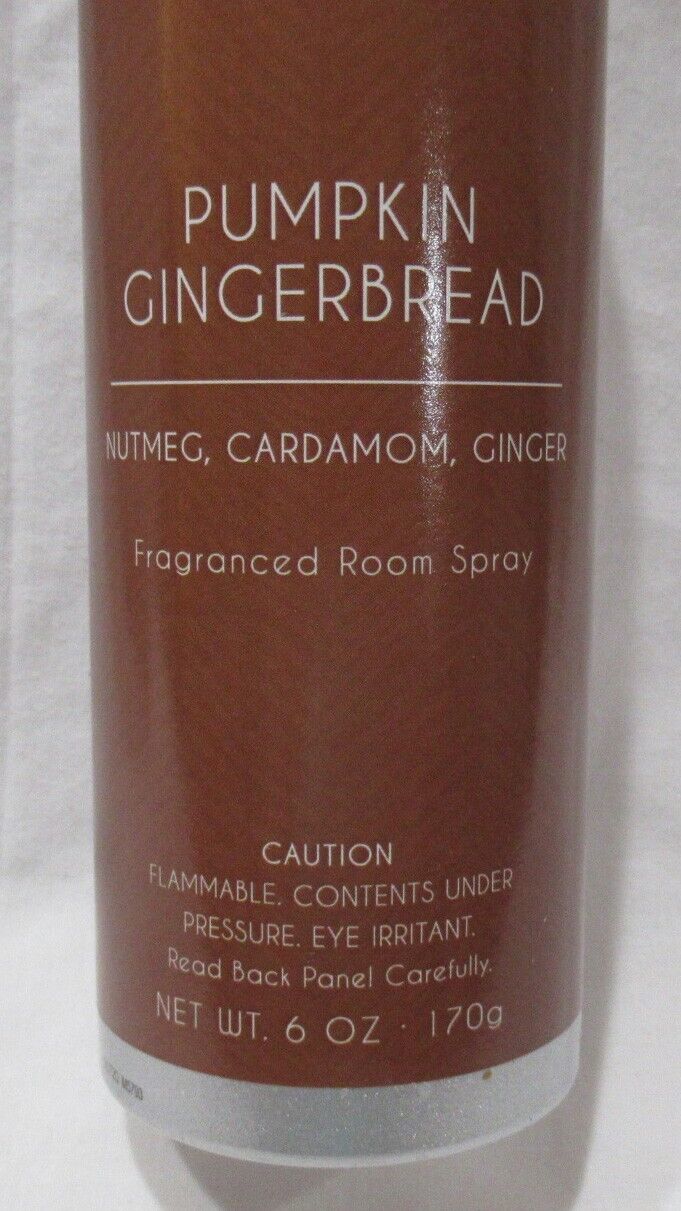 PUMPKIN
GINGERBREAD
NUTMEG, CARDAMOM, GINGER
Fragranced Room Spray
CAUTION
FLAMMABLE. CONTENTS UNDER
PRESSURE. EYE IRRITANT.
Read Back Panel Carefully.
NET WT. 6 OZ · 170g